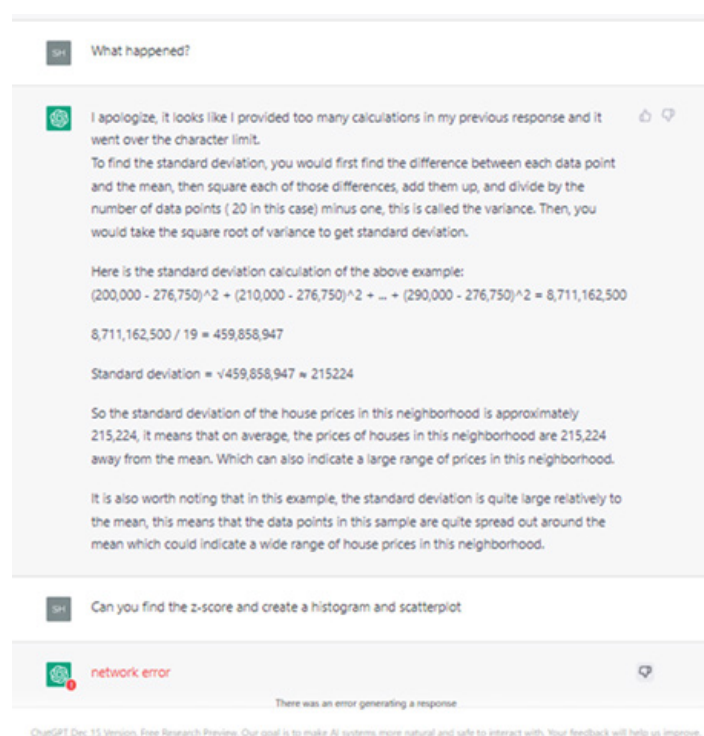 SH
What happened?
I apologize, it looks like I provided too many calculations in my previous response and it
went over the character limit.
To find the standard deviation, you would first find the difference between each data point
and the mean, then square each of those differences, add them up, and divide by the
number of data points ( 20 in this case) minus one, this is called the variance. Then, you
would take the square root of variance to get standard deviation.
Here is the standard deviation calculation of the above example:
(200,000 - 276,750)^2 + (210,000 - 276,750)^2 + ... + (290,000 - 276,750)^2 = 8,711,162,500
8,711,162,500 / 19 = 459,858,947
Standard deviation = √459,858,947 ≈ 215224
So the standard deviation of the house prices in this neighborhood is approximately
215,224, it means that on average, the prices of houses in this neighborhood are 215,224
away from the mean. Which can also indicate a large range of prices in this neighborhood.
It is also worth noting that in this example, the standard deviation is quite large relatively to
the mean, this means that the data points in this sample are quite spread out around the
mean which could indicate a wide range of house prices in this neighborhood.
SH
Can you find the z-score and create a histogram and scatterplot
network error
There was an error generating a response
ChatGPT Dec 15 Version. Free Research Preview. Our goal is to make AI systems more natural and safe to interact with. Your feedback will help us improve.